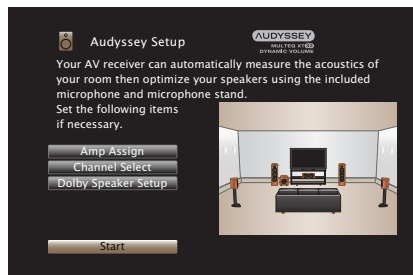 Audyssey Setup
AUDYSSEY
MULTEQ XT32
DYNAMIC VOLUME
Your AV receiver can automatically measure the acoustics of
your room then optimize your speakers using the included
microphone and microphone stand.
Set the following items
if necessary.
Amp Assign
Channel Select
Dolby Speaker Setup
Start